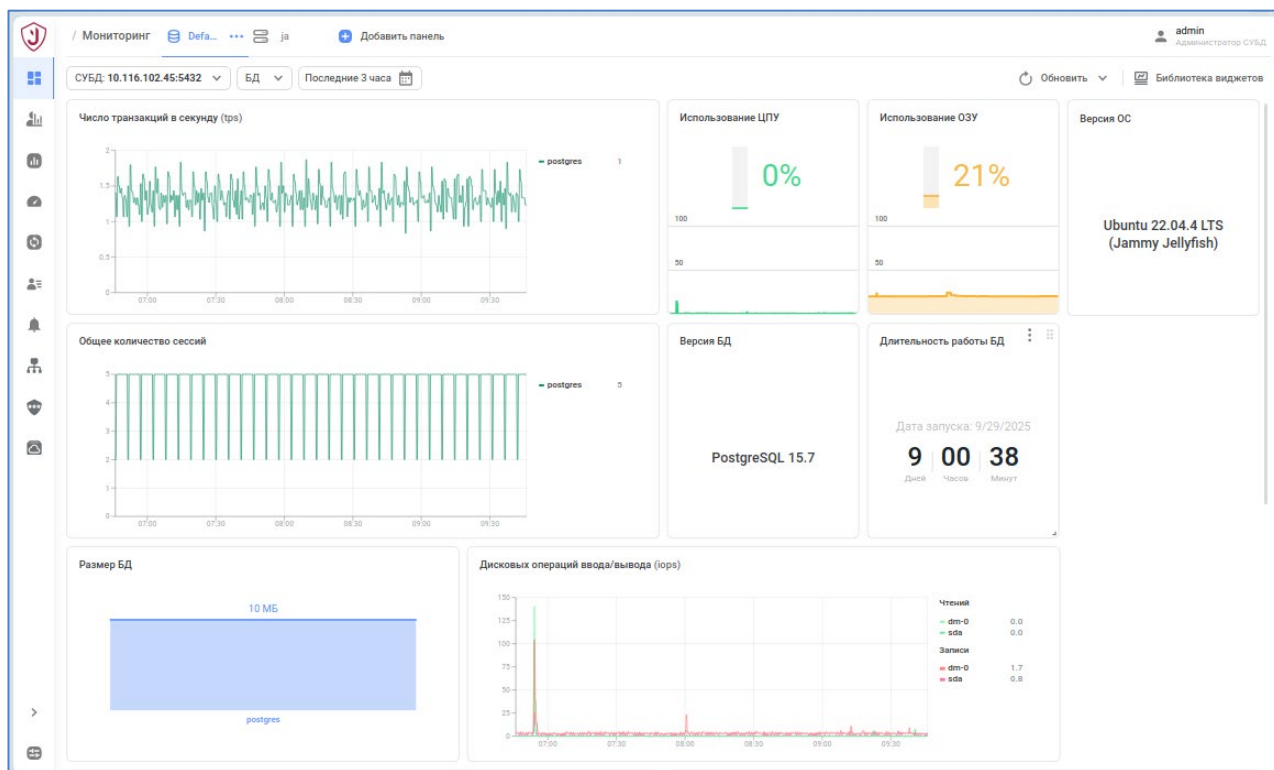 / Мониторинг Defa... ja Добавить панель
admin
Администратор СУБД
СУБД: 10.116.102.45:5432 БД Последние 3 часа Обновить Библиотека виджетов
Число транзакций в секунду (tps)
2
1.5
1
0.5
0
07:00 07:30 08:00 08:30 09:00 09:30
postgres 1
Использование ЦПУ
0%
100
50
Использование ОЗУ
21%
100
50
Версия ОС
Ubuntu 22.04.4 LTS
(Jammy Jellyfish)
Общее количество сессий
5
4
3
2
1
0
07:00 07:30 08:00 08:30 09:00 09:30
postgres 5
Версия БД
PostgreSQL 15.7
Длительность работы БД
Дата запуска: 9/29/2025
9 00 38
Дней Часов Минут
Размер БД
10 МБ
postgres
Дисковых операций ввода/вывода (iops)
150
125
100
75
50
25
0
07:00 07:30 08:00 08:30 09:00 09:30
Чтений
dm-0 0.0
sda 0.0
Записи
dm-0 1.7
sda 0.8